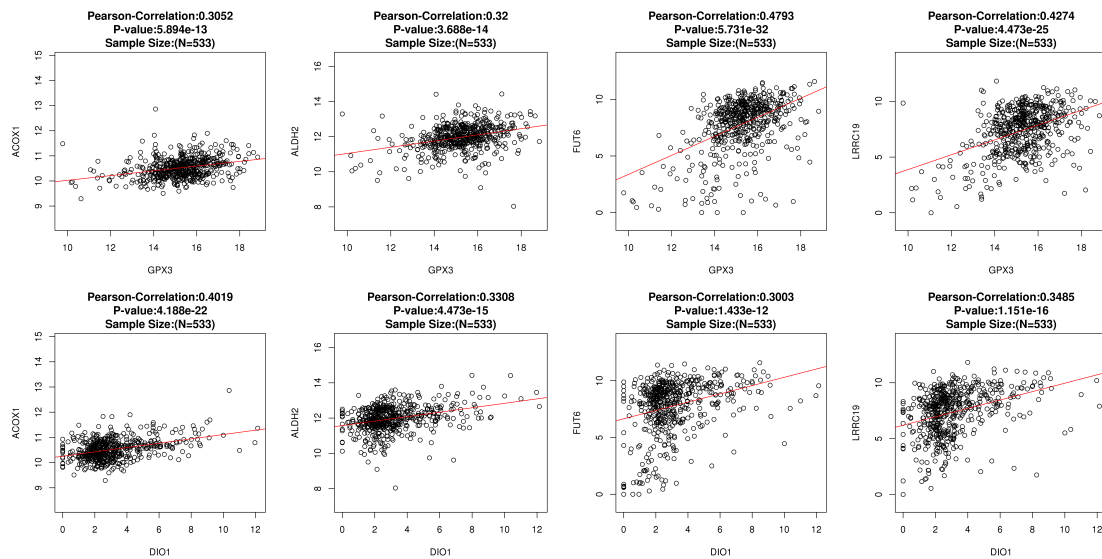 Pearson-Correlation:0.3052
P-value:5.894e-13
Sample Size:(N=533)
ACOX1
15
14
13
12
11
10
9
10 12 14 16 18
GPX3
Pearson-Correlation:0.32
P-value:3.688e-14
Sample Size:(N=533)
ALDH2
16
14
12
10
8
10 12 14 16 18
GPX3
Pearson-Correlation:0.4793
P-value:5.731e-32
Sample Size:(N=533)
FUT6
10
5
0
10 12 14 16 18
GPX3
Pearson-Correlation:0.4274
P-value:4.473e-25
Sample Size:(N=533)
LRRC19
10
5
0
10 12 14 16 18
GPX3
Pearson-Correlation:0.4019
P-value:4.188e-22
Sample Size:(N=533)
ACOX1
15
14
13
12
11
10
9
0 2 4 6 8 10 12
DIO1
Pearson-Correlation:0.3308
P-value:4.473e-15
Sample Size:(N=533)
ALDH2
16
14
12
10
8
0 2 4 6 8 10 12
DIO1
Pearson-Correlation:0.3003
P-value:1.433e-12
Sample Size:(N=533)
FUT6
10
5
0
0 2 4 6 8 10 12
DIO1
Pearson-Correlation:0.3485
P-value:1.151e-16
Sample Size:(N=533)
LRRC19
10
5
0
0 2 4 6 8 10 12
DIO1